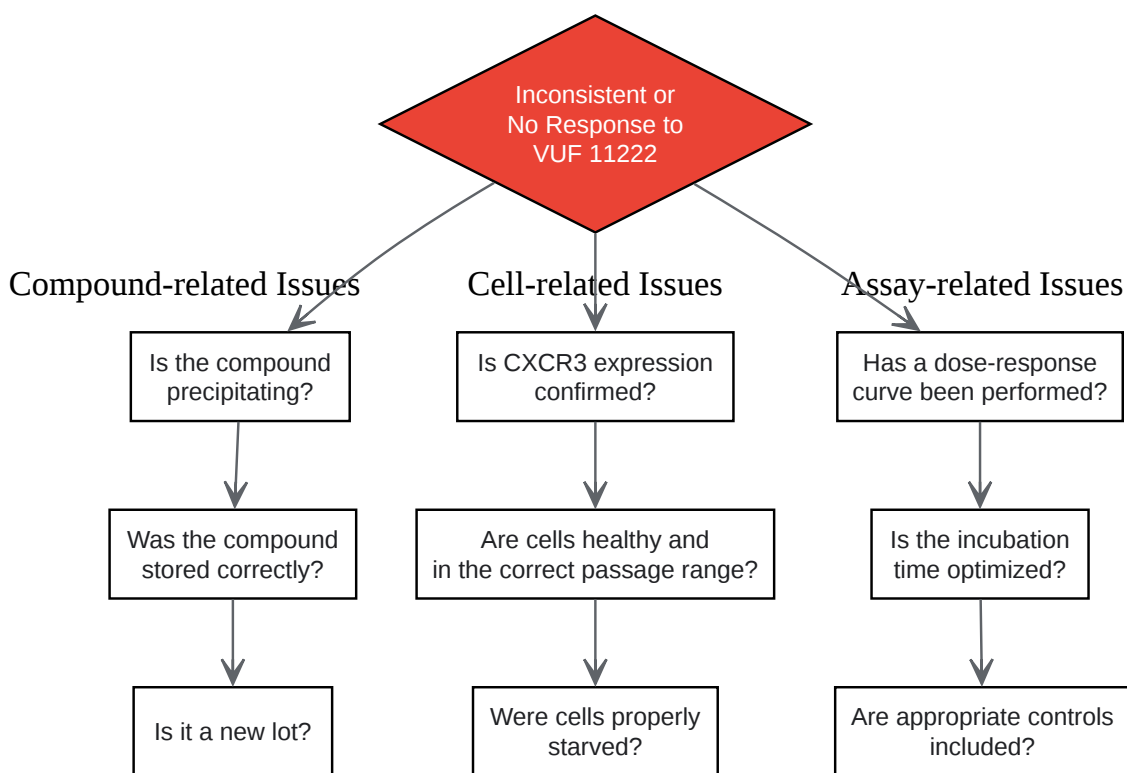 Inconsistent or
No Response to
VUF 11222
Compound-related Issues
Cell-related Issues
Assay-related Issues
Is the compound
precipitating?
Is CXCR3 expression
confirmed?
Has a dose-response
curve been performed?
Was the compound
stored correctly?
Are cells healthy and
in the correct passage range?
Is the incubation
time optimized?
Is it a new lot?
Were cells properly
starved?
Are appropriate controls
included?